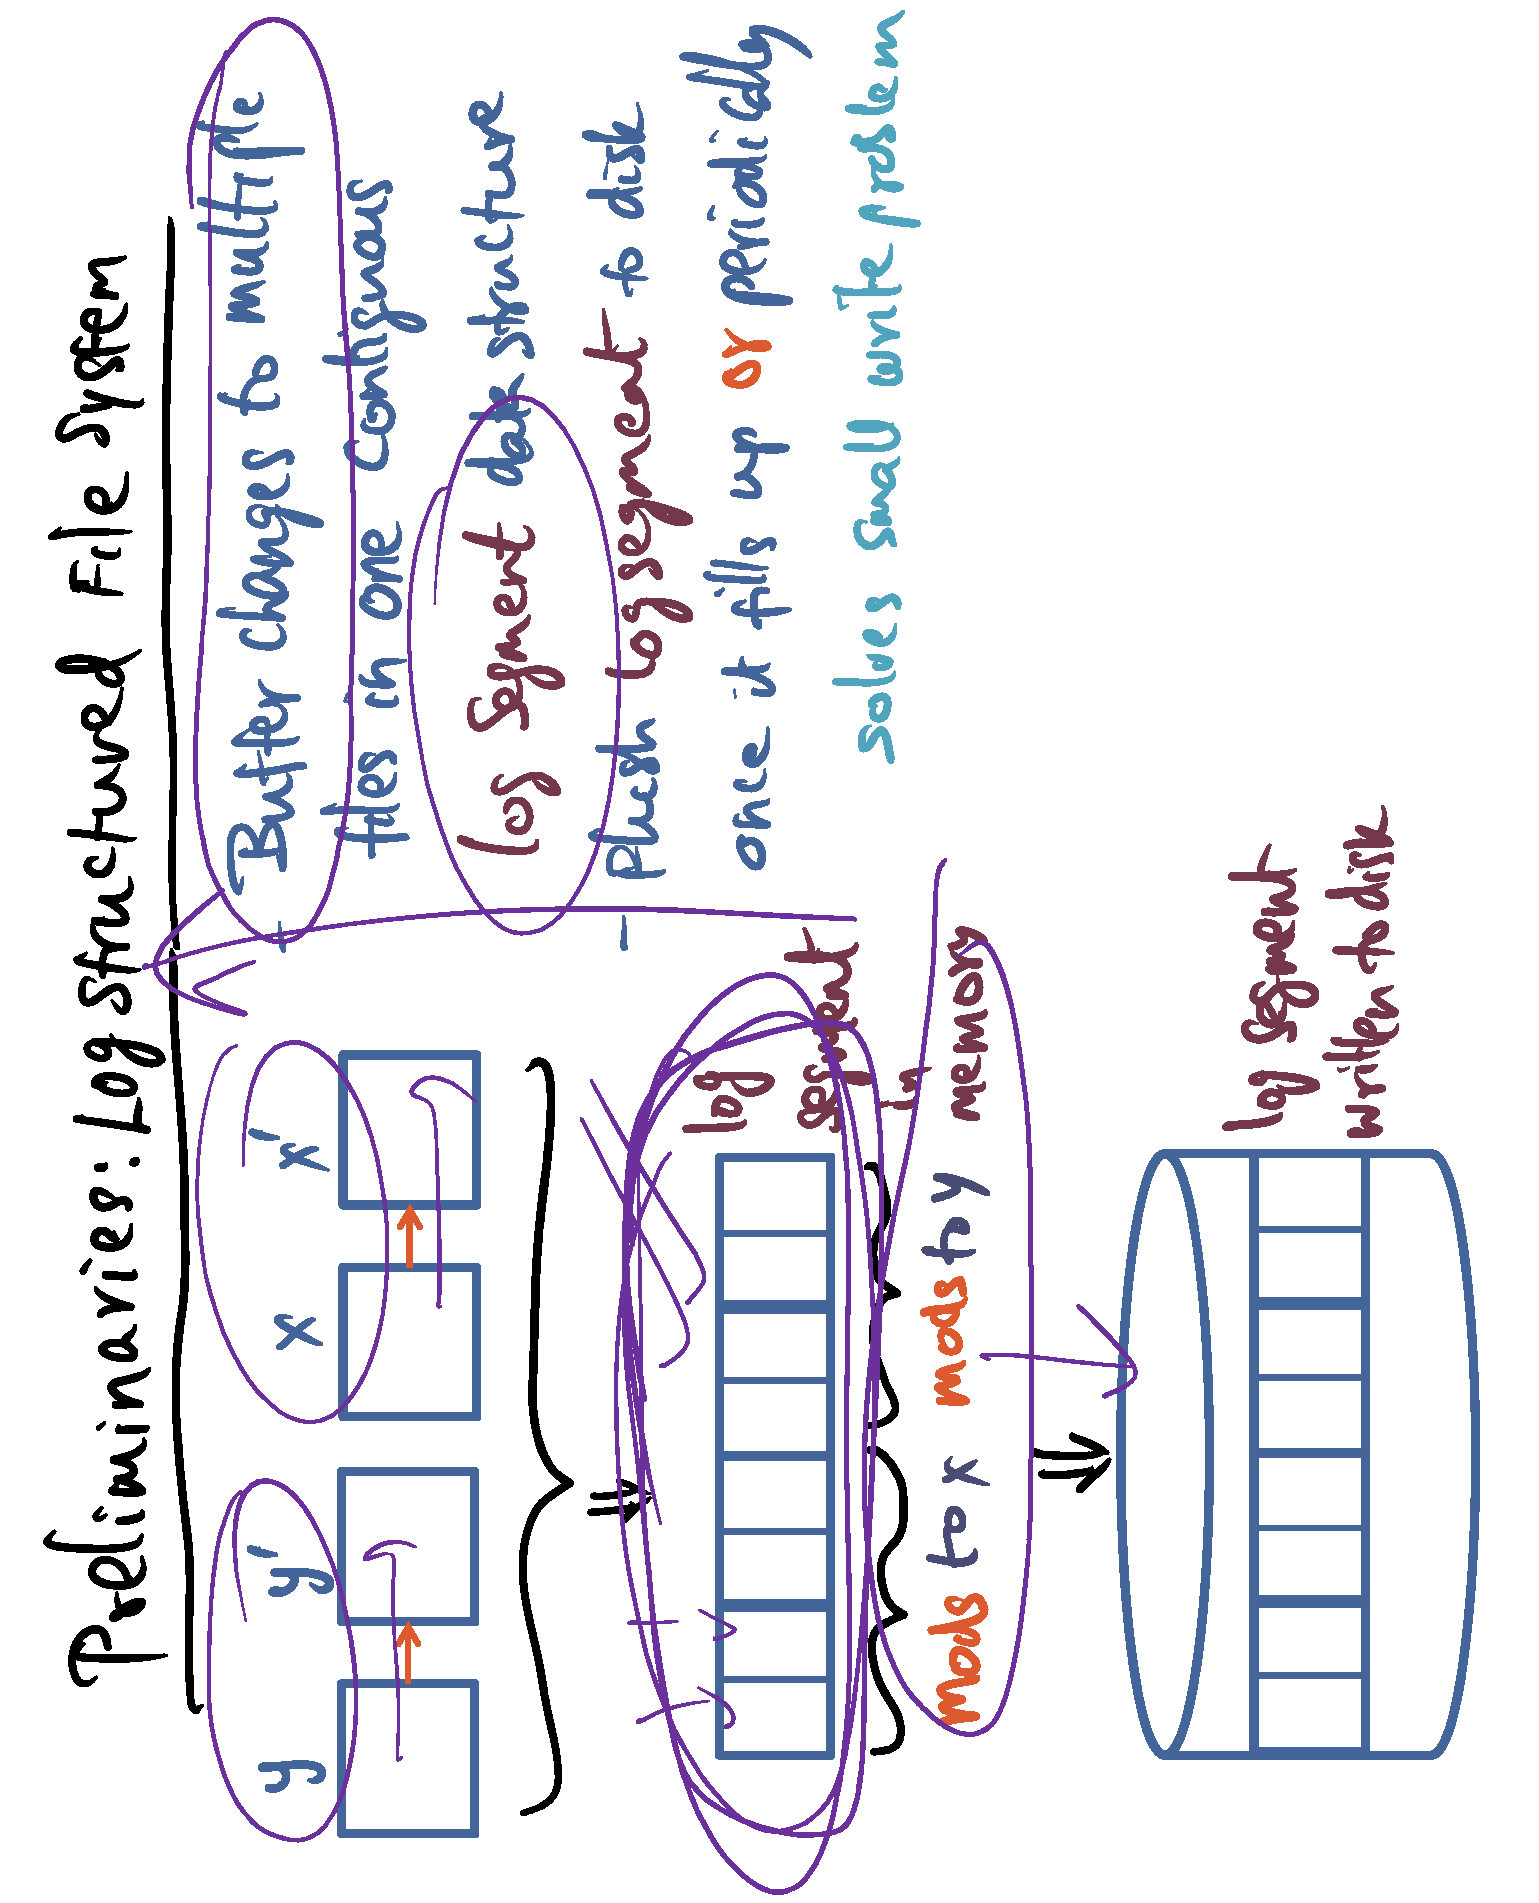 Preliminaries: Log Structured File System
y y' x x'
- Buffer changes to multiple
files in one contiguous
log segment data structure
- Flush log segment to disk
once it fills up or periodically
solves small write problem
log
segment
in
memory
mods to x mods to y
log segment
written to disk